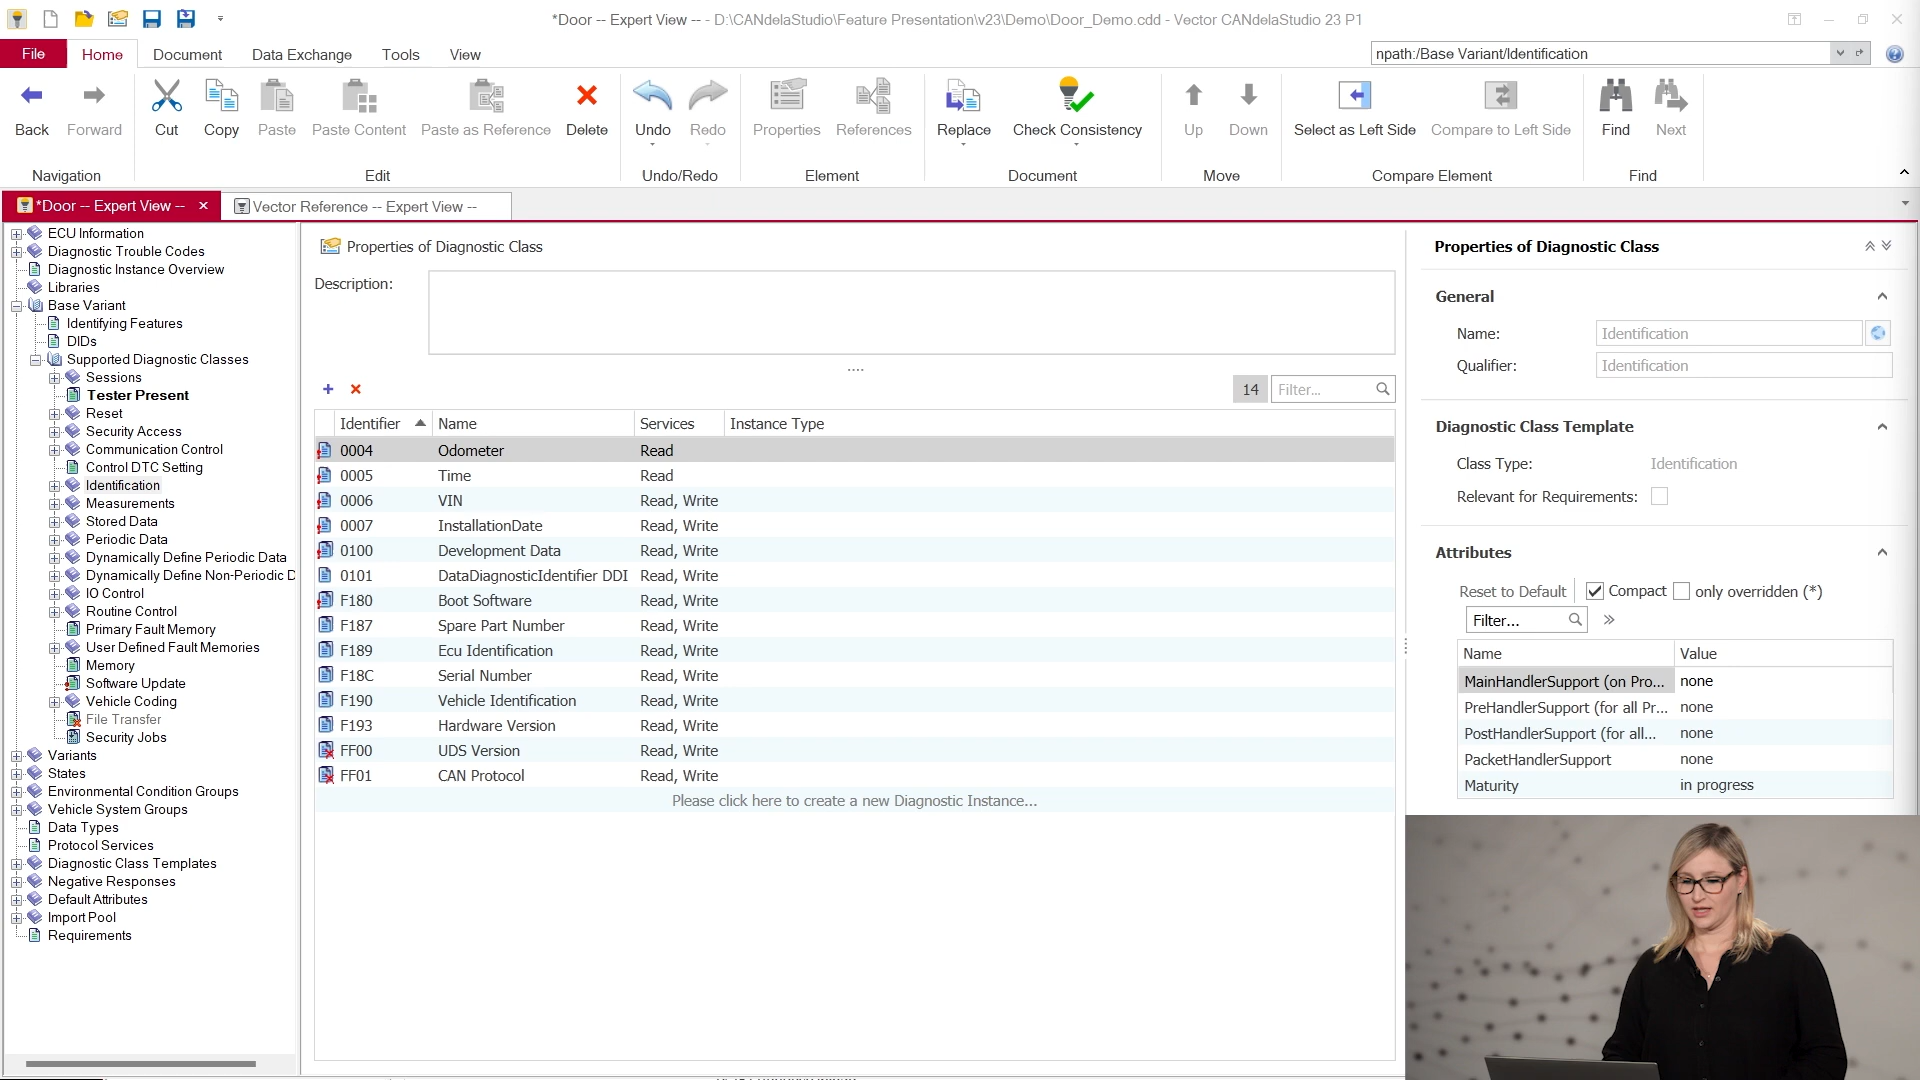 *Door -- Expert View -- - D:\CANdelaStudio\Feature Presentation\v23\Demo\Door_Demo.cdd - Vector CANdelaStudio 23 P1
File Home Document Data Exchange Tools View
npath:/Base Variant/Identification
Back Forward Cut Copy Paste Paste Content Paste as Reference Delete Undo Redo Properties References Replace Check Consistency Up Down Select as Left Side Compare to Left Side Find Next
Navigation Edit Undo/Redo Element Document Move Compare Element Find
*Door -- Expert View --
Vector Reference -- Expert View --
ECU Information
Diagnostic Trouble Codes
Diagnostic Instance Overview
Libraries
Base Variant
Identifying Features
DIDs
Supported Diagnostic Classes
Sessions
Tester Present
Reset
Security Access
Communication Control
Control DTC Setting
Identification
Measurements
Stored Data
Periodic Data
Dynamically Define Periodic Data
Dynamically Define Non-Periodic D
IO Control
Routine Control
Primary Fault Memory
User Defined Fault Memories
Memory
Software Update
Vehicle Coding
File Transfer
Security Jobs
Variants
States
Environmental Condition Groups
Vehicle System Groups
Data Types
Protocol Services
Diagnostic Class Templates
Negative Responses
Default Attributes
Import Pool
Requirements
Properties of Diagnostic Class
Description:
14 Filter...
Identifier Name Services Instance Type
0004 Odometer Read
0005 Time Read
0006 VIN Read, Write
0007 InstallationDate Read, Write
0100 Development Data Read, Write
0101 DataDiagnosticIdentifier DDI Read, Write
F180 Boot Software Read, Write
F187 Spare Part Number Read, Write
F189 Ecu Identification Read, Write
F18C Serial Number Read, Write
F190 Vehicle Identification Read, Write
F193 Hardware Version Read, Write
FF00 UDS Version Read, Write
FF01 CAN Protocol Read, Write
Please click here to create a new Diagnostic Instance...
Properties of Diagnostic Class
General
Name: Identification
Qualifier: Identification
Diagnostic Class Template
Class Type: Identification
Relevant for Requirements:
Attributes
Reset to Default Compact only overridden (*)
Filter...
Name Value
MainHandlerSupport (on Pro... none
PreHandlerSupport (for all Pr... none
PostHandlerSupport (for all... none
PacketHandlerSupport none
Maturity in progress